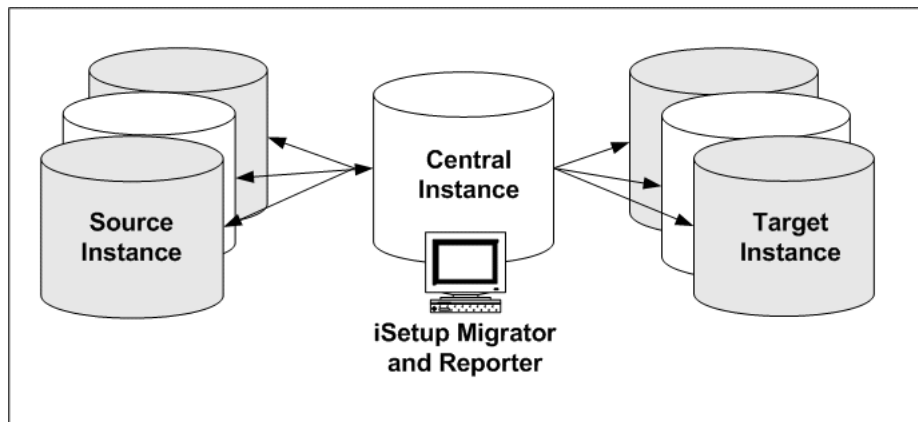 Source
Instance
Central
Instance
Target
Instance
iSetup Migrator
and Reporter